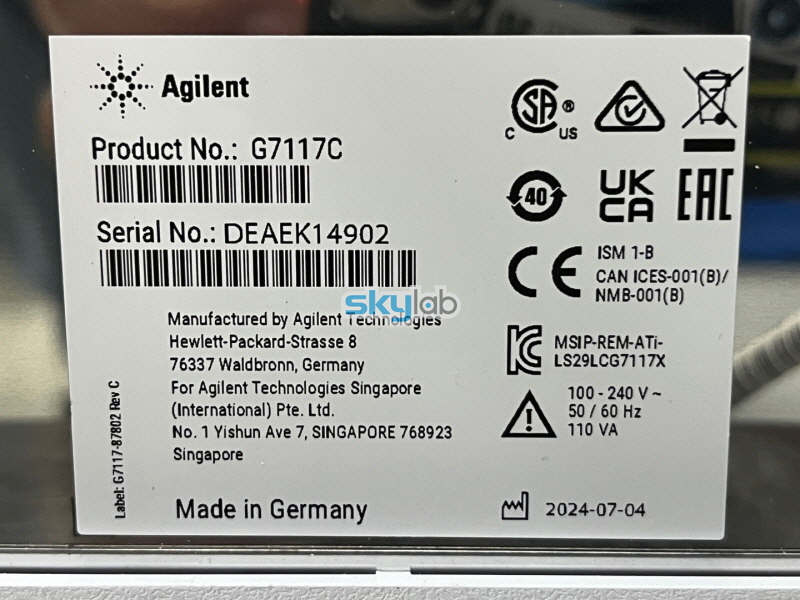 Agilent
Product No.: G7117C
Serial No.: DEAEK14902
skylab
Manufactured by Agilent Technologies
Hewlett-Packard-Strasse 8
76337 Waldbronn, Germany
For Agilent Technologies Singapore
(International) Pte. Ltd.
No. 1 Yishun Ave 7, SINGAPORE 768923
Singapore
Made in Germany
Label: G7117-87802 Rev C
C SA ® US
40
UK
CA
EAC
CE
ISM 1-B
CAN ICES-001(B)/
NMB-001(B)
MSIP-REM-ATi-
LS29LCG7117X
100 - 240 V ~
50 / 60 Hz
110 VA
2024-07-04